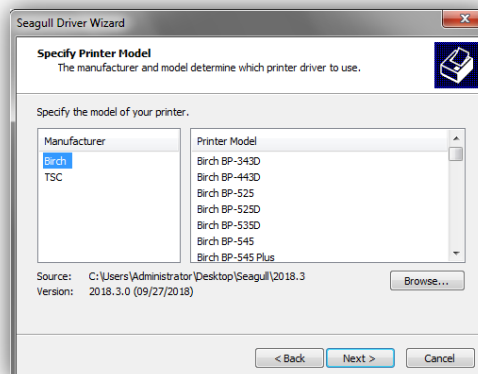 Seagull Driver Wizard
Specify Printer Model
The manufacturer and model determine which printer driver to use.
Specify the model of your printer.
Manufacturer
Birch
TSC
Printer Model
Birch BP-343D
Birch BP-443D
Birch BP-525
Birch BP-525D
Birch BP-535D
Birch BP-545
Birch BP-545 Plus
Source: C:\Users\Administrator\Desktop\Seagull\2018.3
Version: 2018.3.0 (09/27/2018)
Browse...
< Back
Next >
Cancel